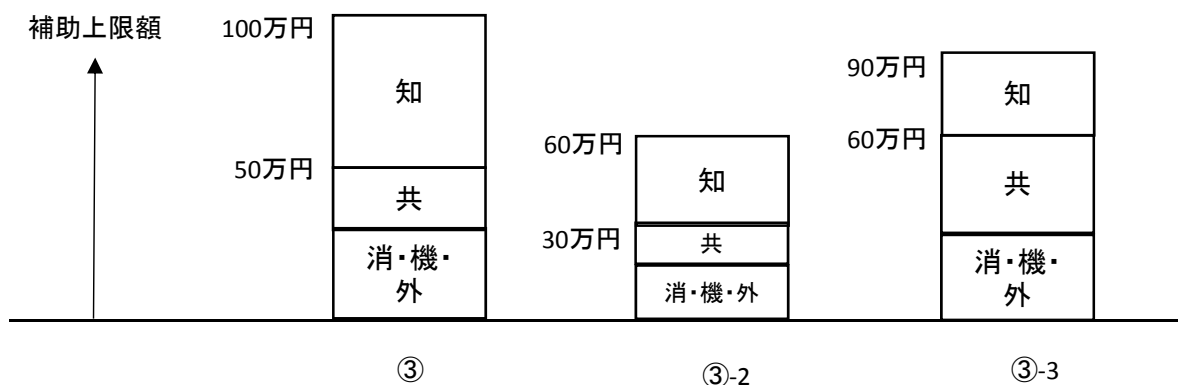 補助上限額
100万円
知
50万円
共
消・機・
外
③
60万円
知
30万円
共
消・機・外
③-2
90万円
知
60万円
共
消・機・
外
③-3